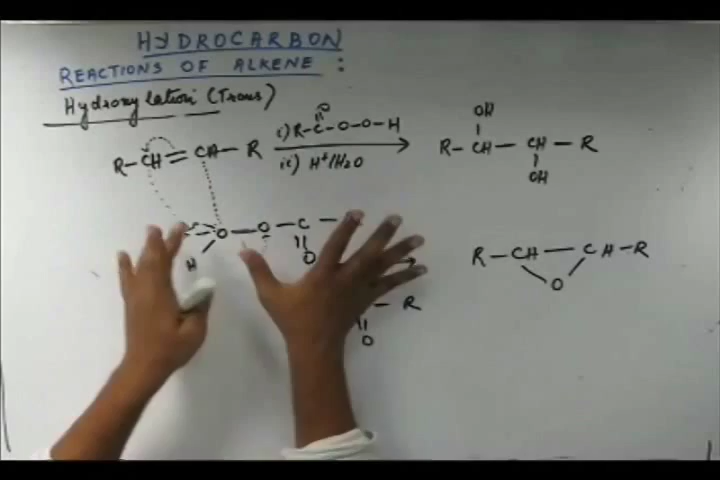 HYDROCARBON
REACTIONS OF ALKENE :
Hydroxylation (Trans)
R–CH=CH–R
i) R–C–O–O–H
O
ii) H⁺/H₂O
OH
R–CH–CH–R
OH
O–O–C–
H
O
R–CH–CH–R
O
–R
O